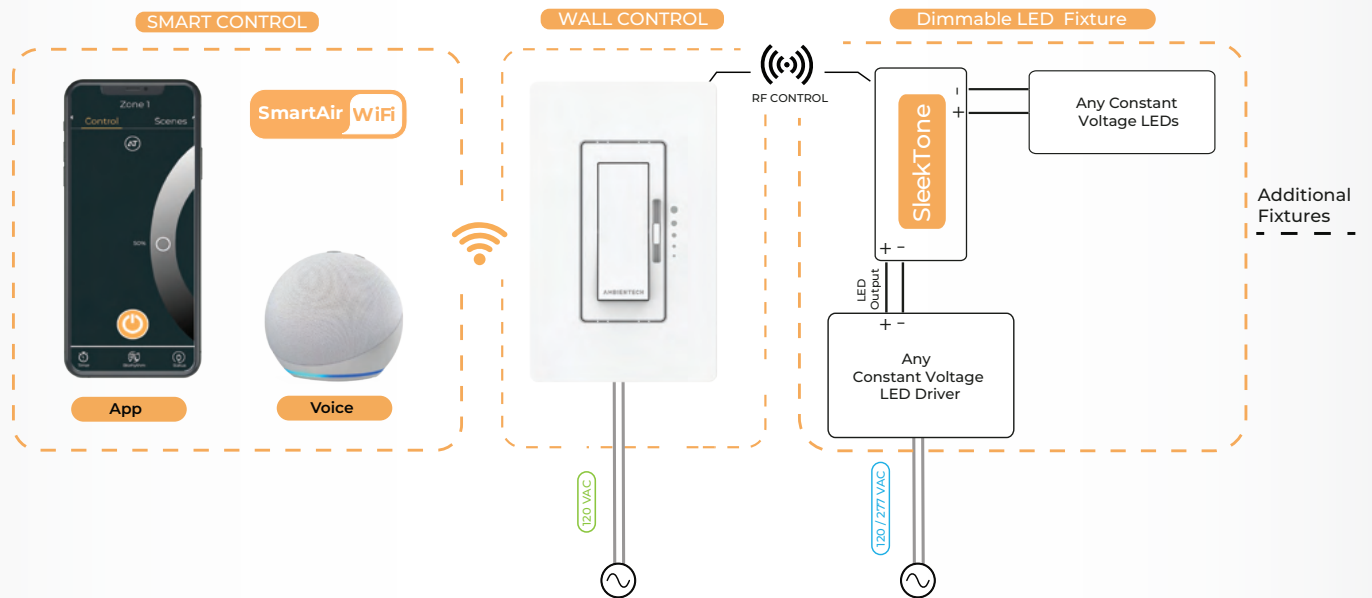 SMART CONTROL
Zone 1
Control
Scenes
50%
Timer
Biorhythm
SmartAir WiFi
App
Voice
WALL CONTROL
AMBIENTECH
120 VAC
RF CONTROL
Dimmable LED Fixture
SleekTone
-
+
Any Constant
Voltage LEDs
+ -
LED
Output
+ -
Any
Constant Voltage
LED Driver
120 / 277 VAC
Additional
Fixtures